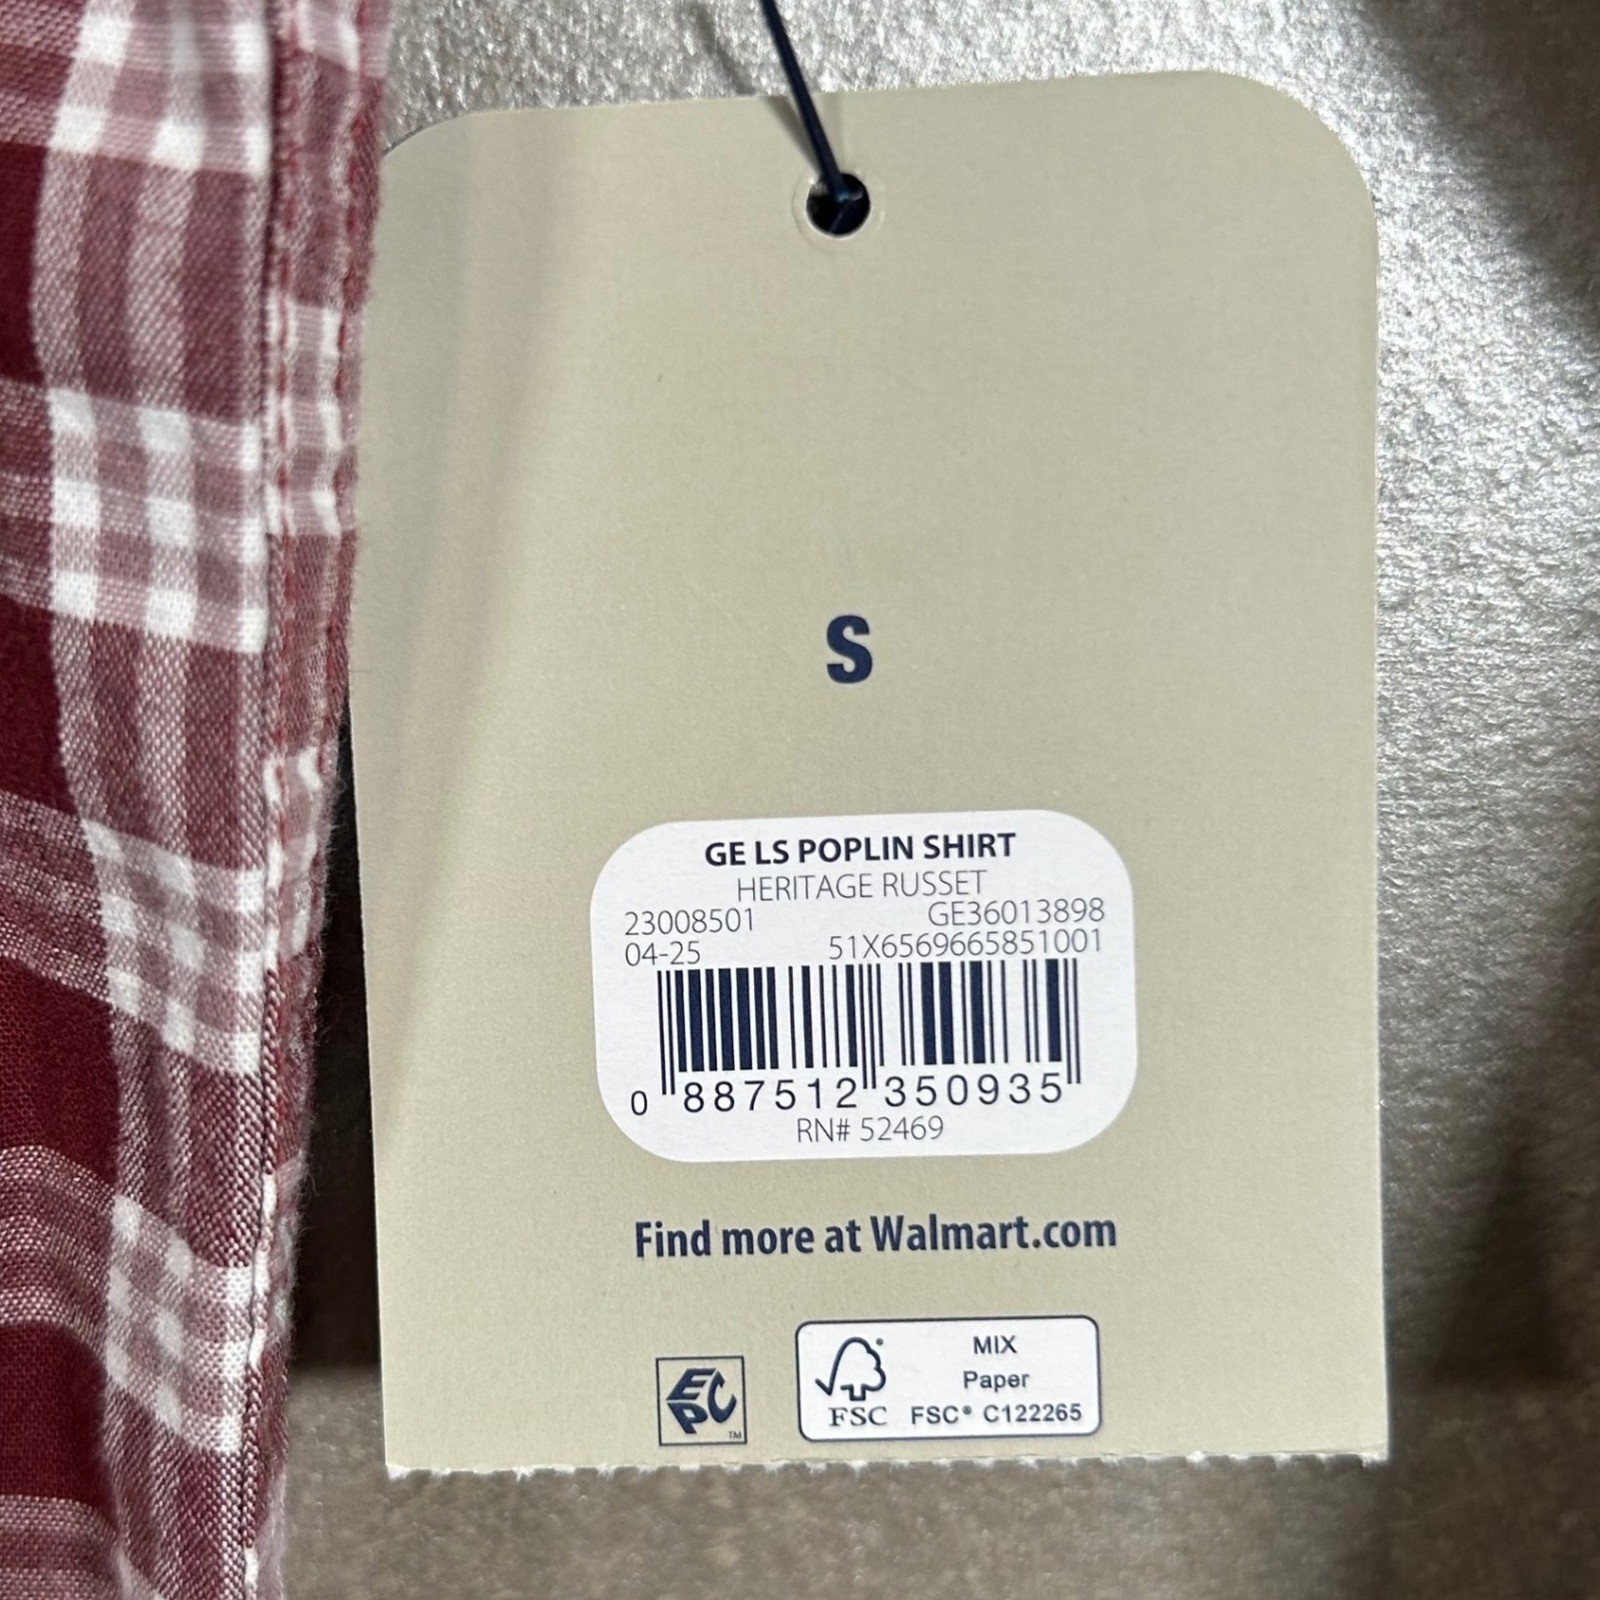 S
GE LS POPLIN SHIRT
HERITAGE RUSSET
23008501 GE36013898
04-25 51X6569665851001
0 887512 350935
RN# 52469
Find more at Walmart.com
EPC™
FSC
MIX
Paper
FSC® C122265